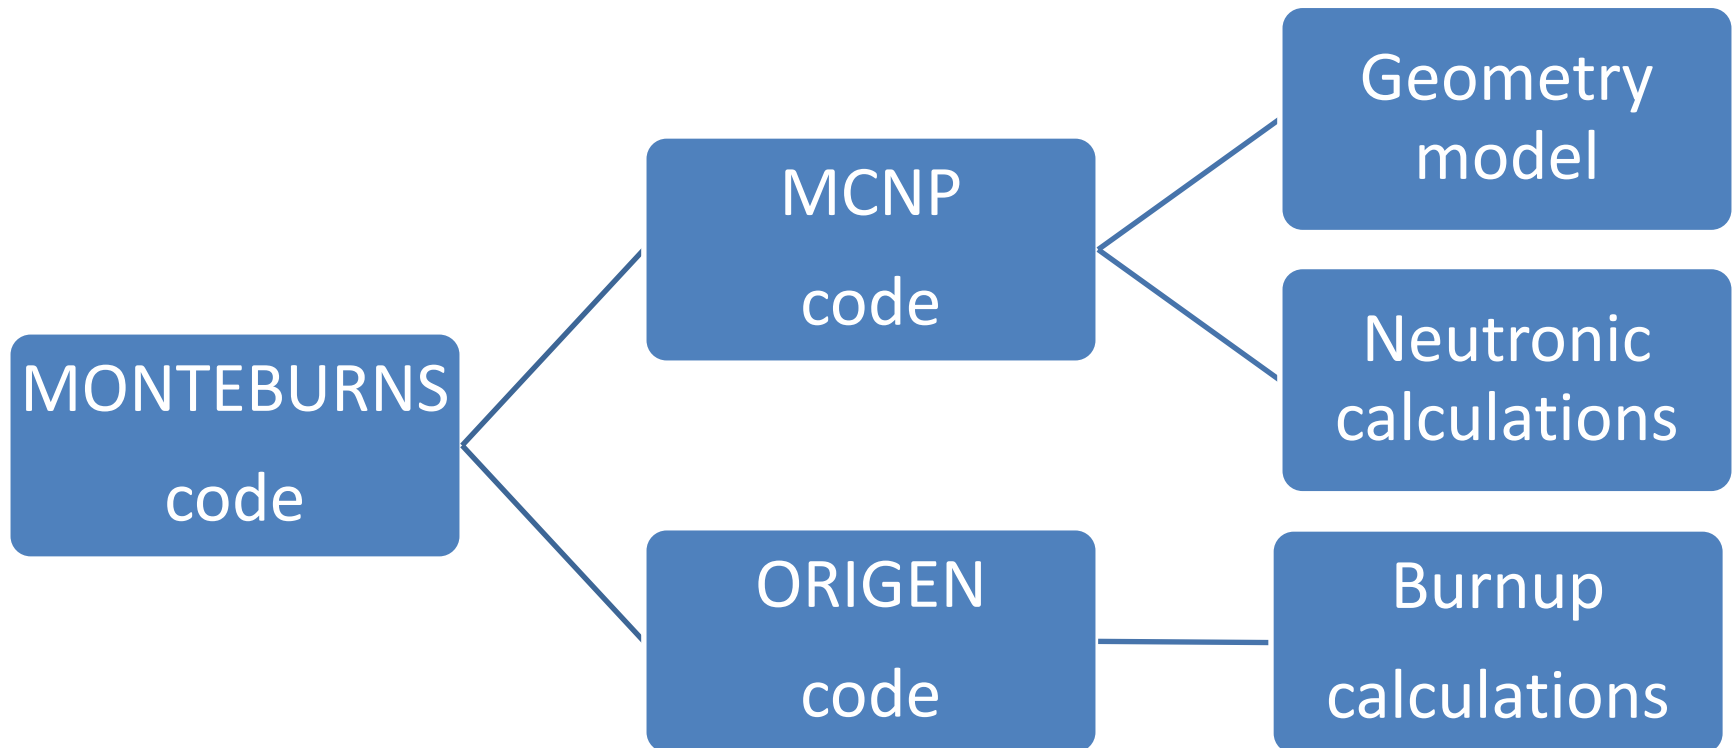 MONTEBURNS
code
MCNP
code
ORIGEN
code
Geometry
model
Neutronic
calculations
Burnup
calculations